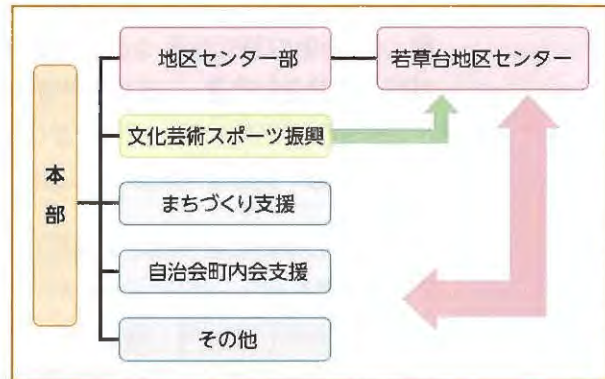 本部
地区センター部
若草台地区センター
文化芸術スポーツ振興
まちづくり支援
自治会町内会支援
その他